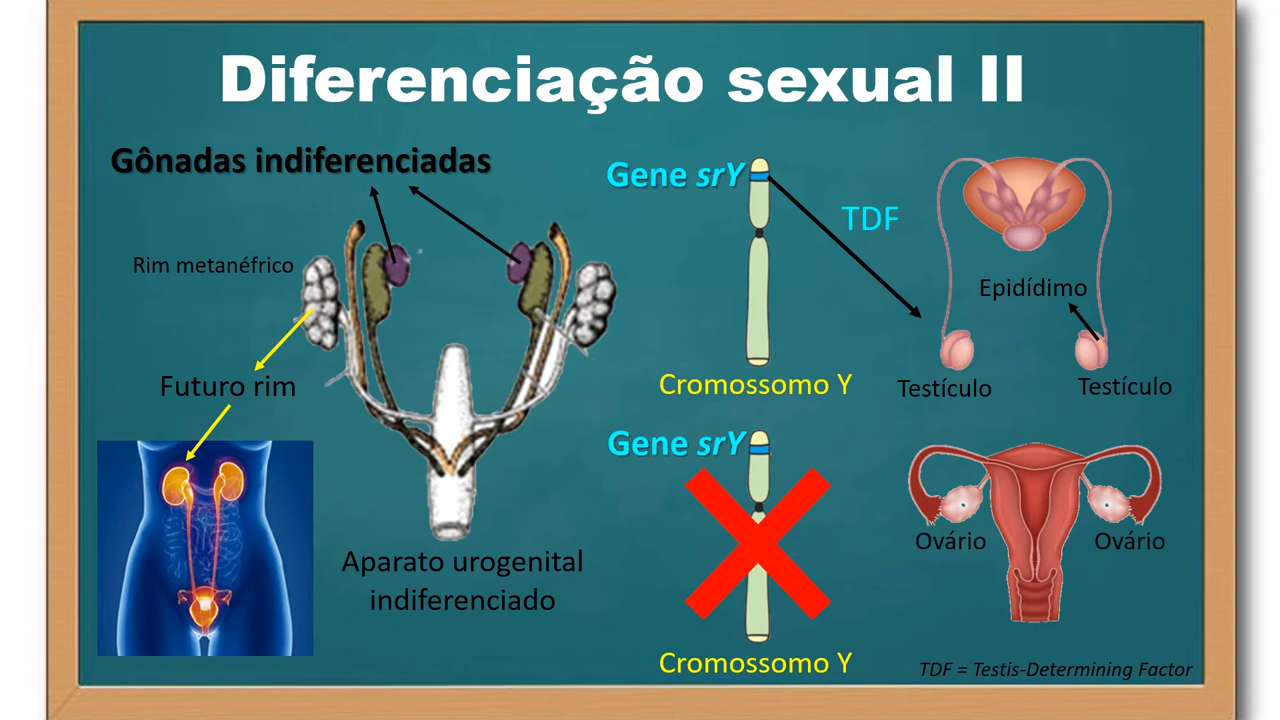 Diferenciação sexual II
Gônadas indiferenciadas
Rim metanéfrico
Futuro rim
Aparato urogenital
indiferenciado
Gene srY
TDF
Cromossomo Y
Epidídimo
Testículo
Testículo
Gene srY
Cromossomo Y
Ovário
Ovário
TDF = Testis-Determining Factor